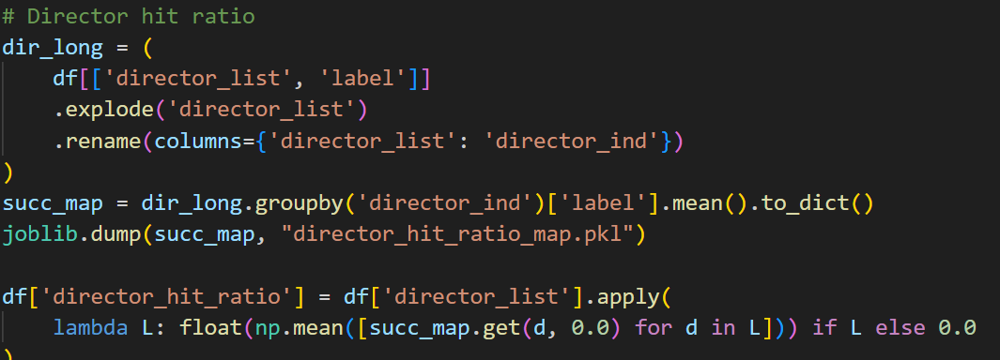 # Director hit ratio
dir_long = (
    df[['director_list', 'label']]
    .explode('director_list')
    .rename(columns={'director_list': 'director_ind'})
)
succ_map = dir_long.groupby('director_ind')['label'].mean().to_dict()
joblib.dump(succ_map, "director_hit_ratio_map.pkl")

df['director_hit_ratio'] = df['director_list'].apply(
    lambda L: float(np.mean([succ_map.get(d, 0.0) for d in L])) if L else 0.0
)